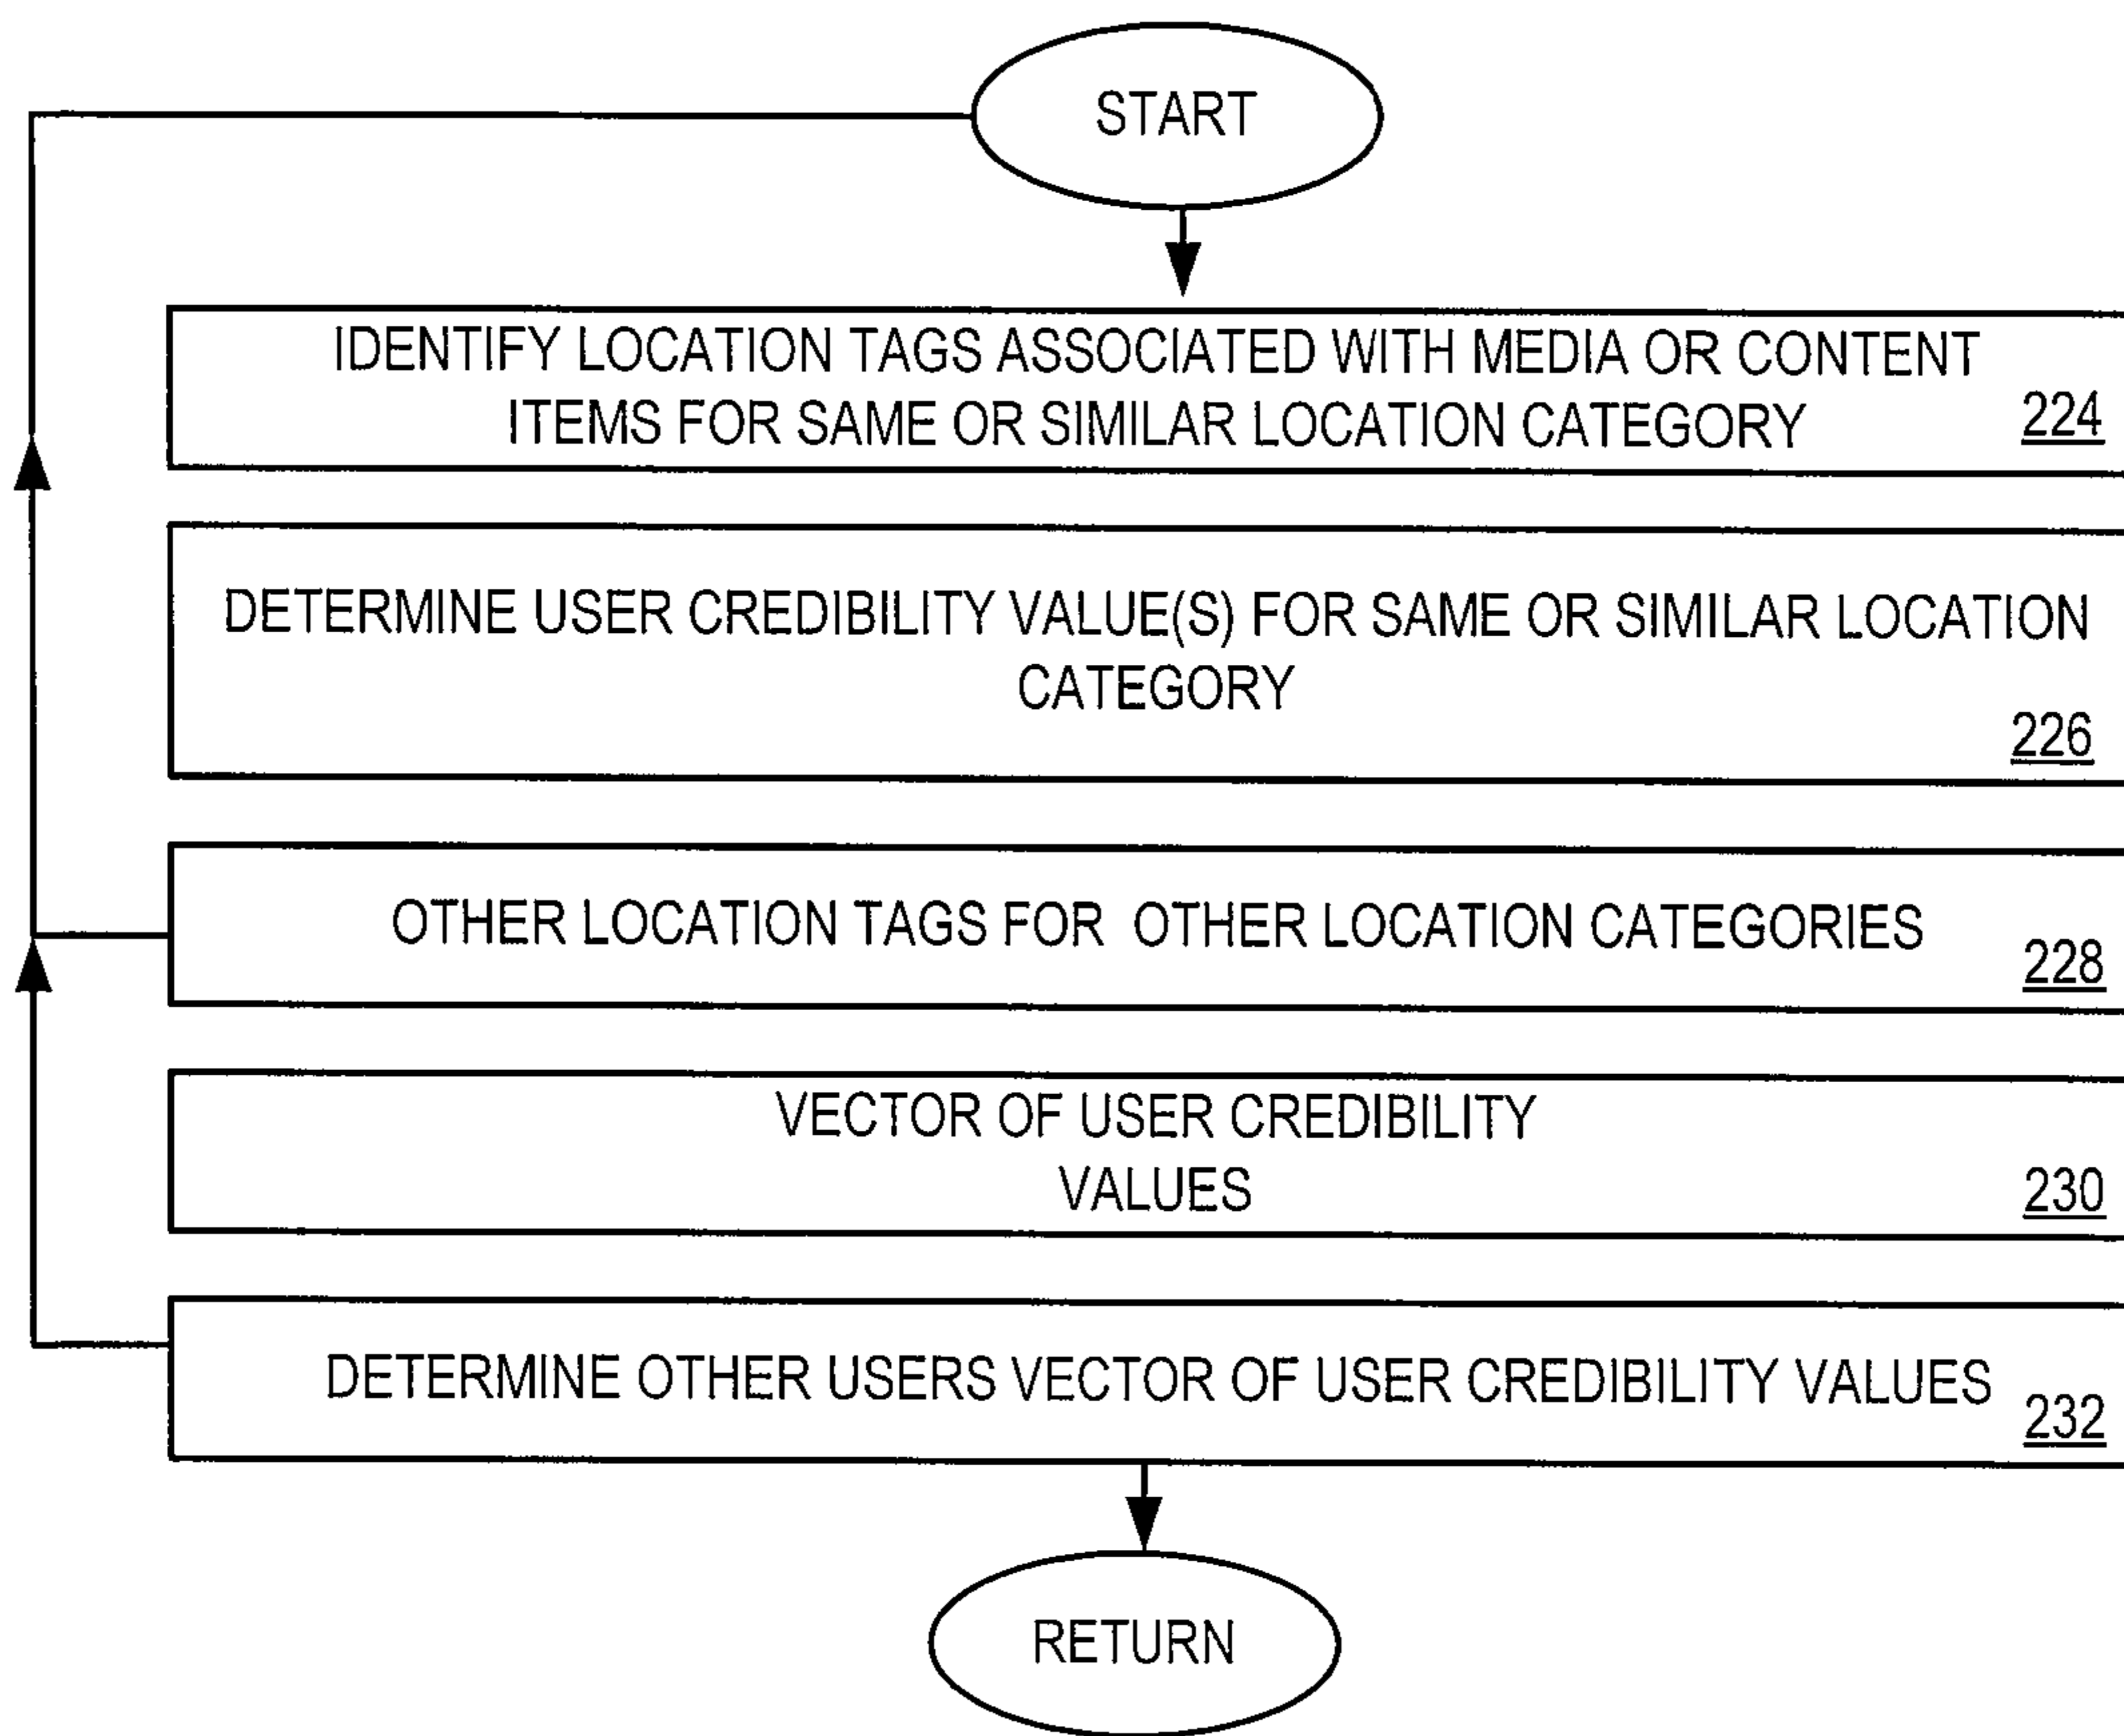 START
IDENTIFY LOCATION TAGS ASSOCIATED WITH MEDIA OR CONTENT
ITEMS FOR SAME OR SIMILAR LOCATION CATEGORY
224
DETERMINE USER CREDIBILITY VALUE(S) FOR SAME OR SIMILAR LOCATION
CATEGORY
226
OTHER LOCATION TAGS FOR OTHER LOCATION CATEGORIES
228
VECTOR OF USER CREDIBILITY
VALUES
230
DETERMINE OTHER USERS VECTOR OF USER CREDIBILITY VALUES
232
RETURN